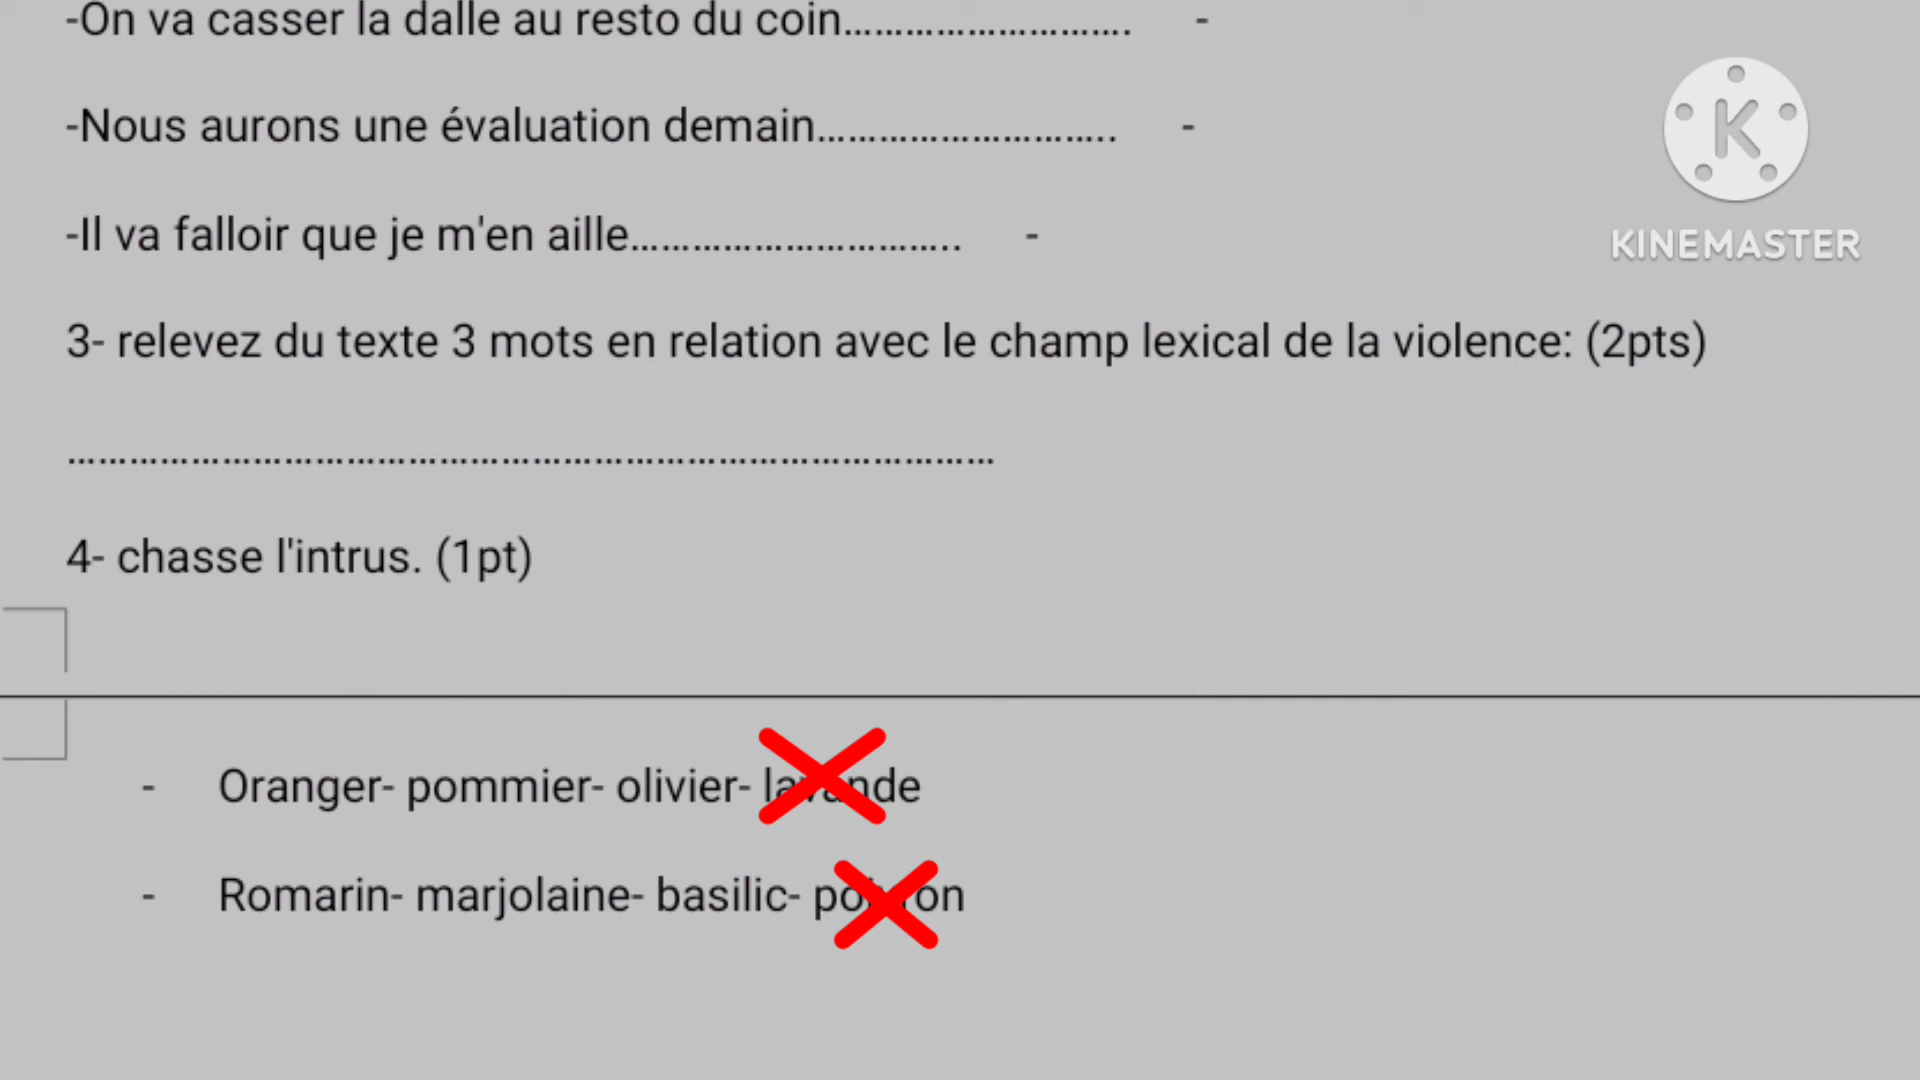 -On va casser la dalle au resto du coin……………………….     -
-Nous aurons une évaluation demain………………………..     -
-Il va falloir que je m'en aille…………………………..     -
KINEMASTER
3- relevez du texte 3 mots en relation avec le champ lexical de la violence: (2pts)
………………………………………………………………………………
4- chasse l'intrus. (1pt)
- Oranger- pommier- olivier- lavande
- Romarin- marjolaine- basilic- poivron